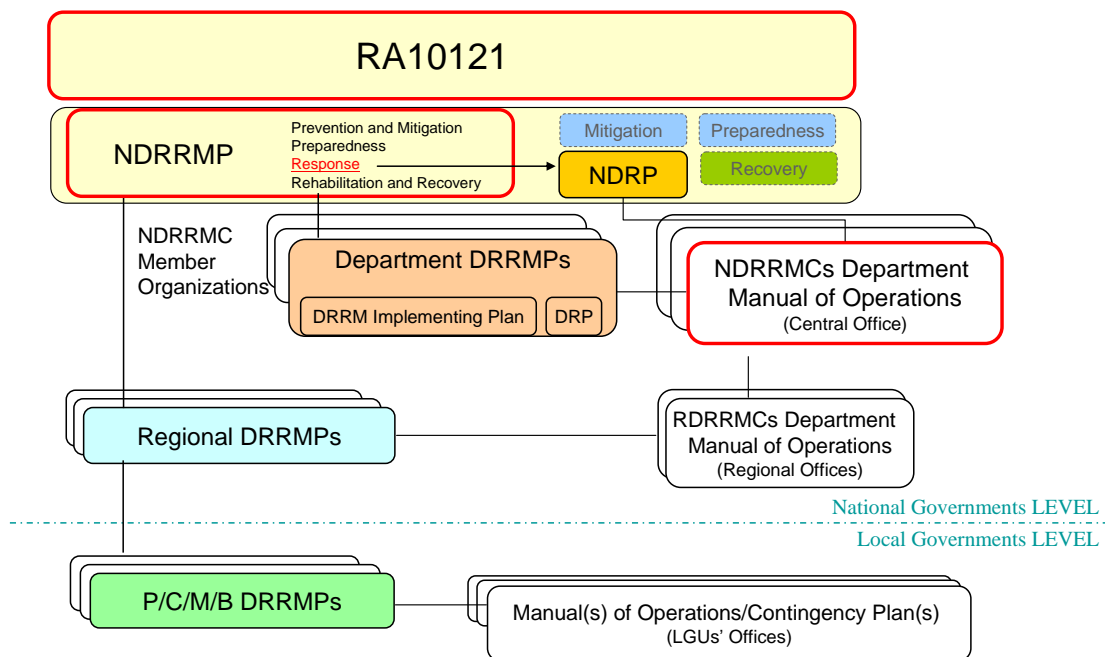 RA10121
NDRRMP
Prevention and Mitigation
Preparedness
Response
Rehabilitation and Recovery
Mitigation
Preparedness
NDRP
Recovery
NDRRMC
Member
Organizations
Department DRRMPs
DRRM Implementing Plan
DRP
NDRRMCs Department
Manual of Operations
(Central Office)
Regional DRRMPs
RDRRMCs Department
Manual of Operations
(Regional Offices)
National Governments LEVEL
Local Governments LEVEL
P/C/M/B DRRMPs
Manual(s) of Operations/Contingency Plan(s)
(LGUs' Offices)